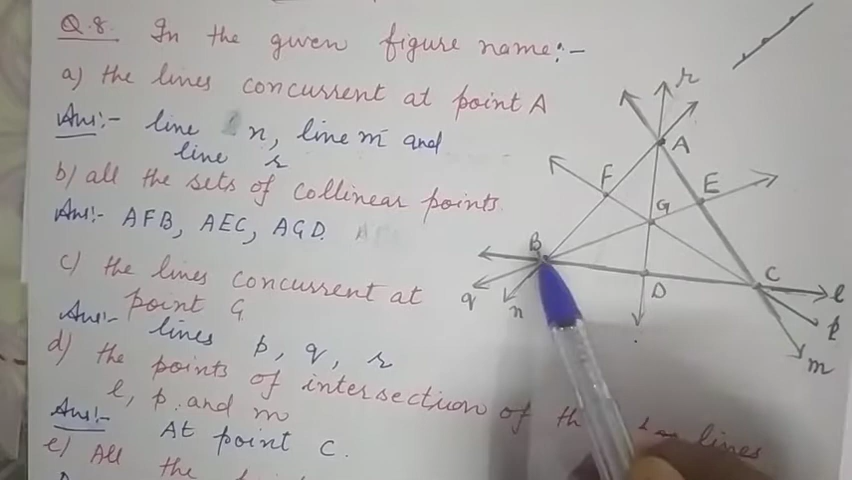 Q.8. In the given figure name:-
a) the lines concurrent at point A
Ans:- line n, line m and
line r
b) all the sets of collinear points.
Ans:- AFB, AEC, AGD.
c) the lines concurrent at
point G
Ans:- lines p, q, r
d) the points of intersection of the lines
l, p and m
Ans:- At point C.
e) All the
r
A
F
E
G
B
D
C
q
n
l
p
m